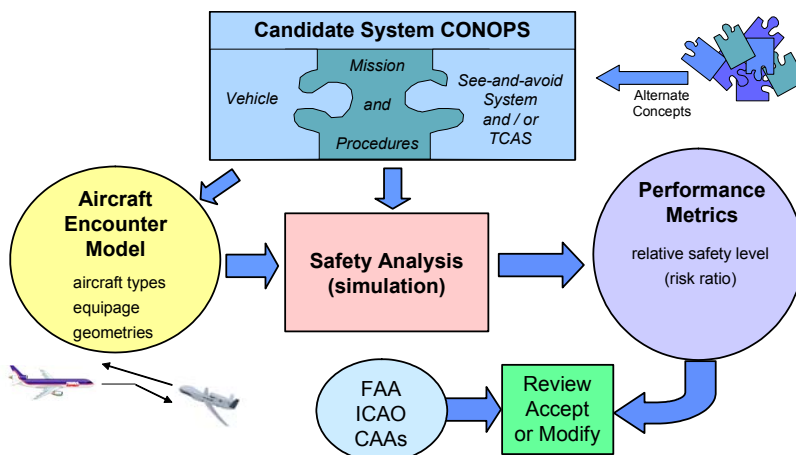 Candidate System CONOPS
Vehicle
Mission
and
Procedures
See-and-avoid
System
and / or
TCAS
Alternate
Concepts
Aircraft
Encounter
Model
aircraft types
equipage
geometries
Safety Analysis
(simulation)
Performance
Metrics
relative safety level
(risk ratio)
FAA
ICAO
CAAs
Review
Accept
or Modify